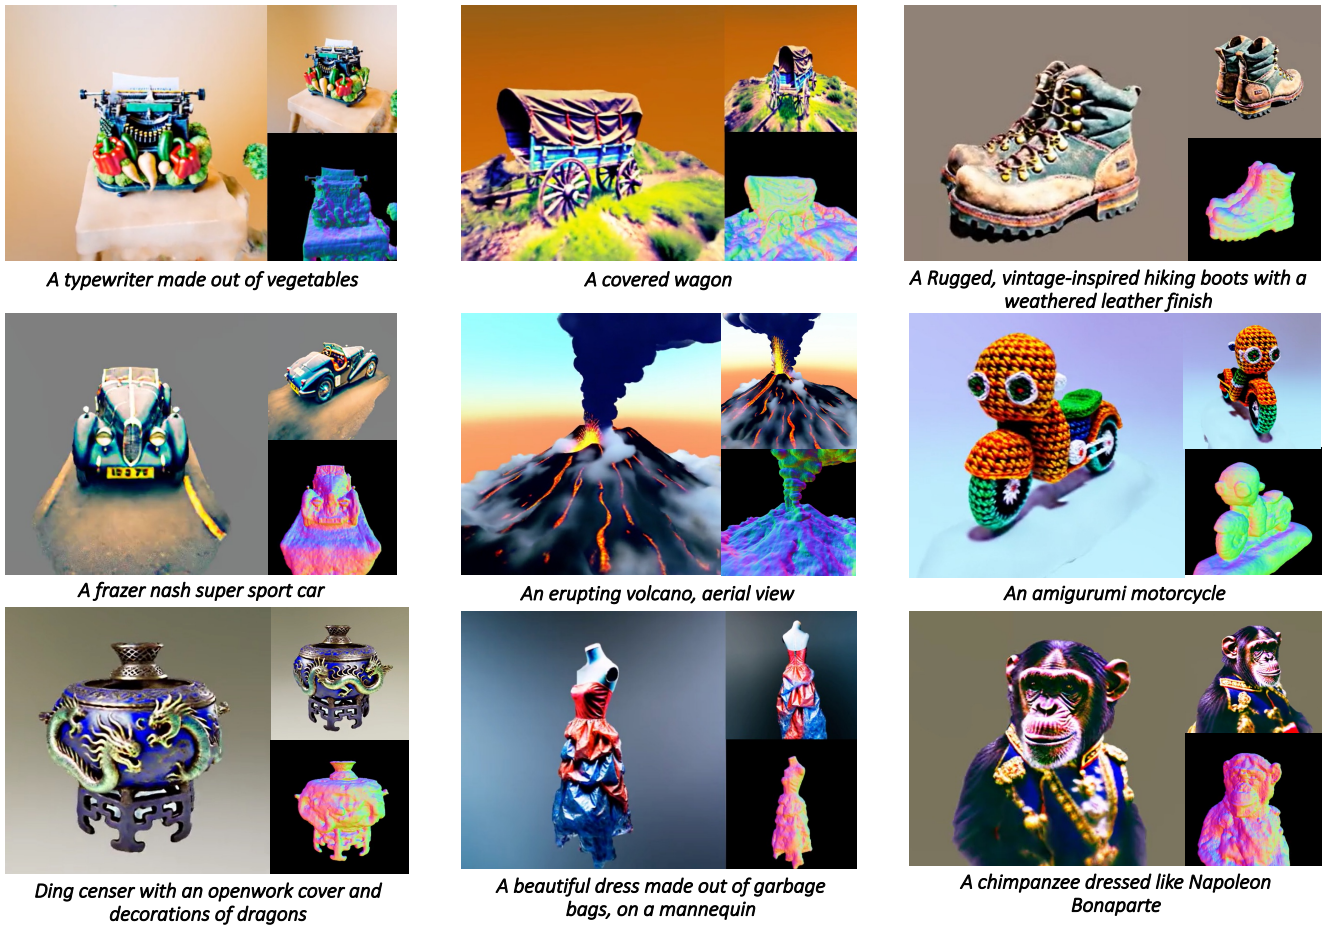 A typewriter made out of vegetables
A covered wagon
A Rugged, vintage-inspired hiking boots with a
weathered leather finish
A frazer nash super sport car
An erupting volcano, aerial view
An amigurumi motorcycle
Ding censer with an openwork cover and
decorations of dragons
A beautiful dress made out of garbage
bags, on a mannequin
A chimpanzee dressed like Napoleon
Bonaparte